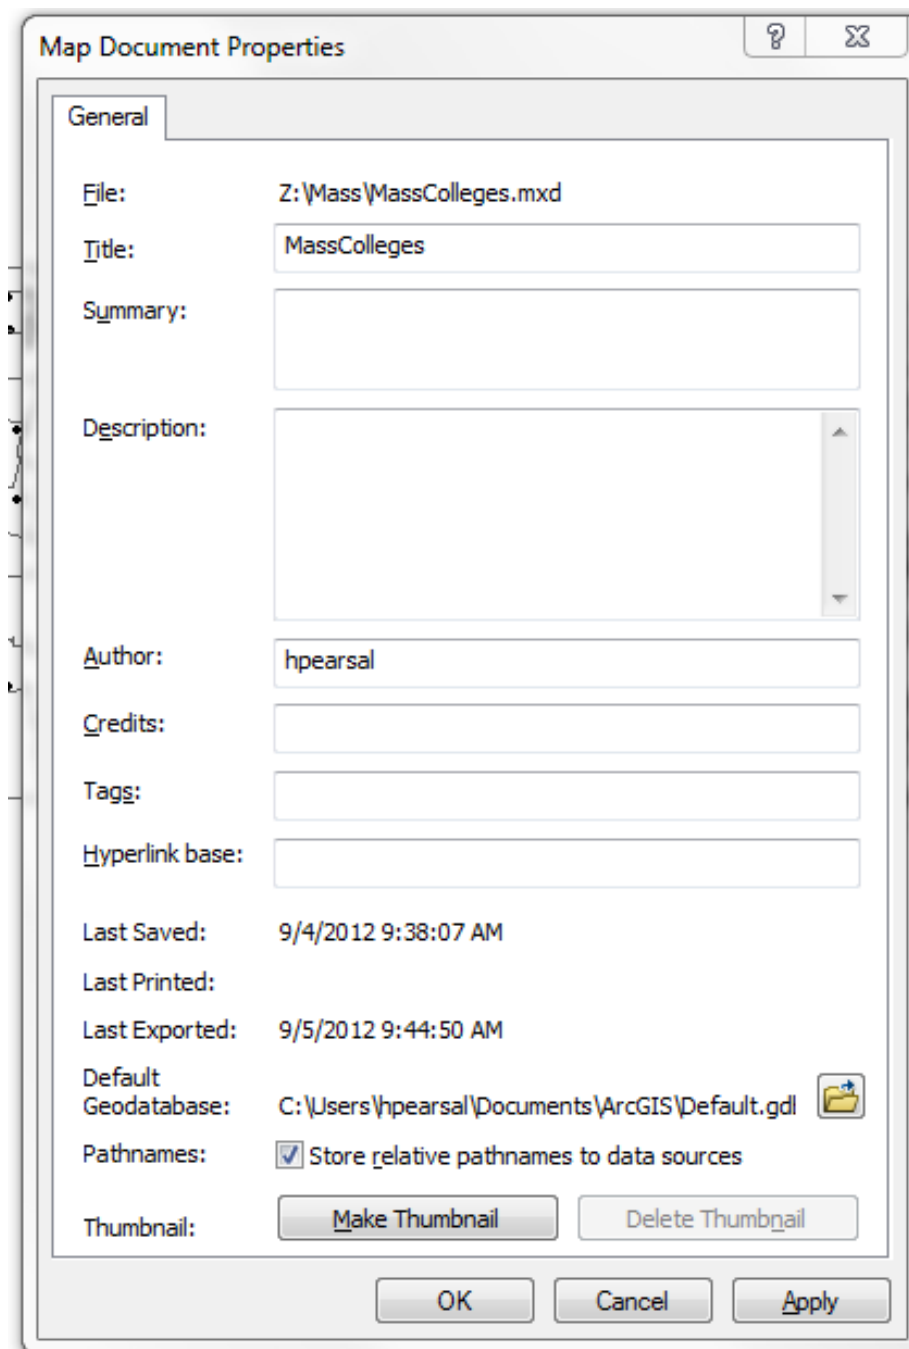 Map Document Properties
General
File: Z:\Mass\MassColleges.mxd
Title: MassColleges
Summary:
Description:
Author: hpearsal
Credits:
Tags:
Hyperlink base:
Last Saved: 9/4/2012 9:38:07 AM
Last Printed:
Last Exported: 9/5/2012 9:44:50 AM
Default
Geodatabase: C:\Users\hpearsal\Documents\ArcGIS\Default.gdl
Pathnames: Store relative pathnames to data sources
Thumbnail: Make Thumbnail Delete Thumbnail
OK Cancel Apply